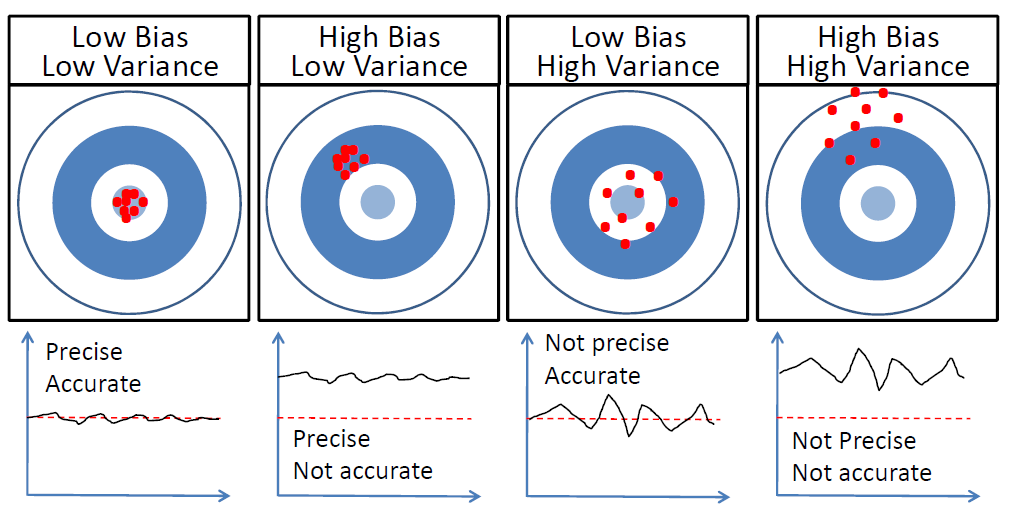 Low Bias
Low Variance
High Bias
Low Variance
Low Bias
High Variance
High Bias
High Variance
Precise
Accurate
Precise
Not accurate
Not precise
Accurate
Not Precise
Not accurate